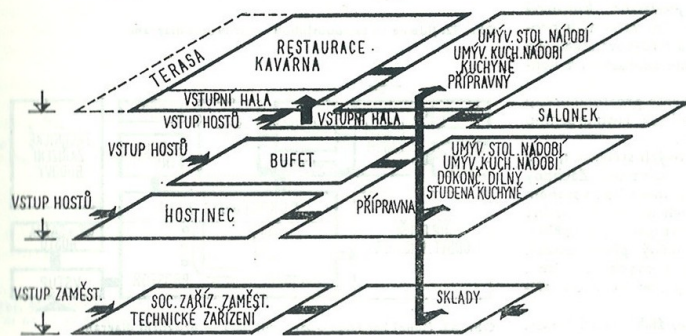 TERASA
RESTAURACE
KAVÁRNA
UMÝV. STOL. NÁDOBÍ
UMÝV. KUCH. NÁDOBÍ
KUCHYNĚ
PŘÍPRAVNY
VSTUPNÍ HALA
VSTUP HOSTŮ
VSTUPNÍ HALA
SALONEK
VSTUP HOSTŮ
BUFET
UMÝV. STOL. NÁDOBÍ
UMÝV. KUCH. NÁDOBÍ
DOKONČ. DÍLNY
STUDENÁ KUCHYNĚ
VSTUP HOSTŮ
HOSTINEC
PŘÍPRAVNA
VSTUP ZAMĚST.
SOC. ZAŘÍZ. ZAMĚST.
TECHNICKÉ ZAŘÍZENÍ
SKLADY